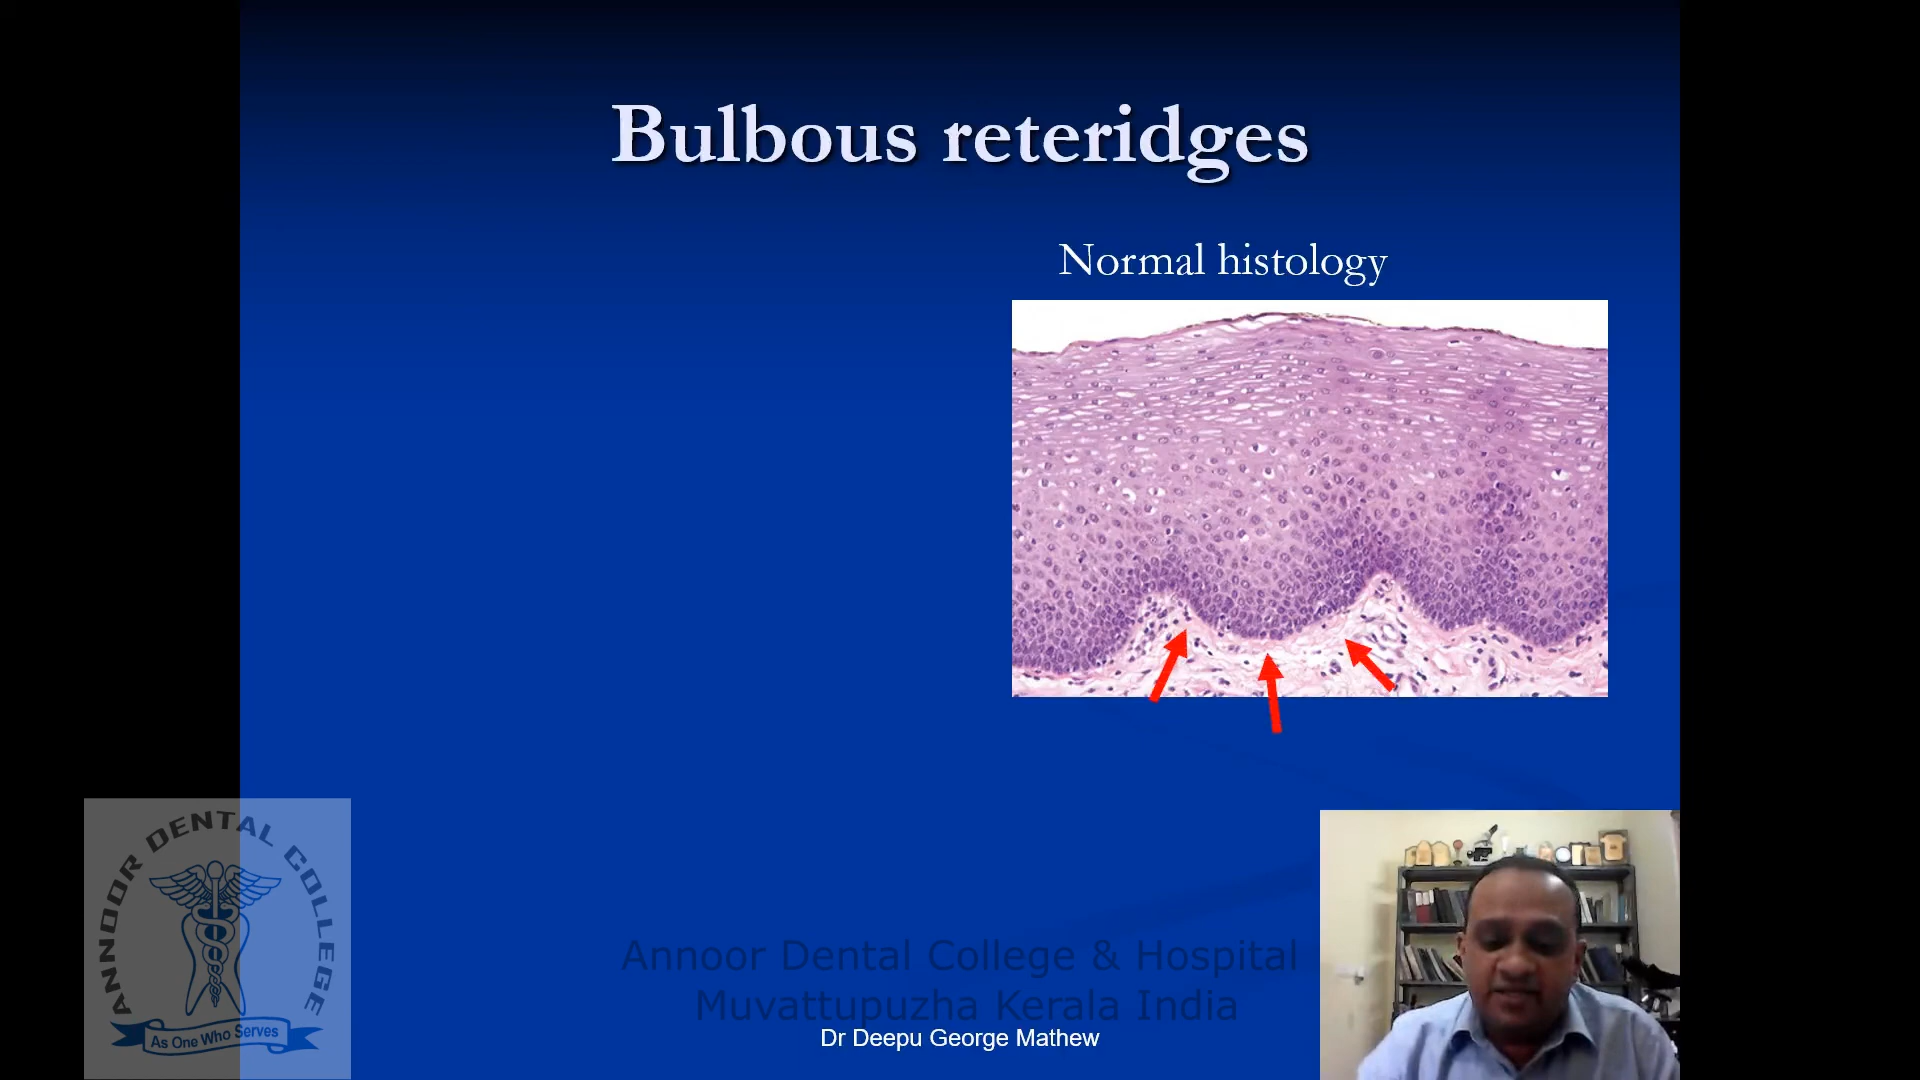 Bulbous reteridges
Normal histology
ANNOOR DENTAL COLLEGE
As One Who Serves
Annoor Dental College & Hospital
Muvattupuzha Kerala India
Dr Deepu George Mathew